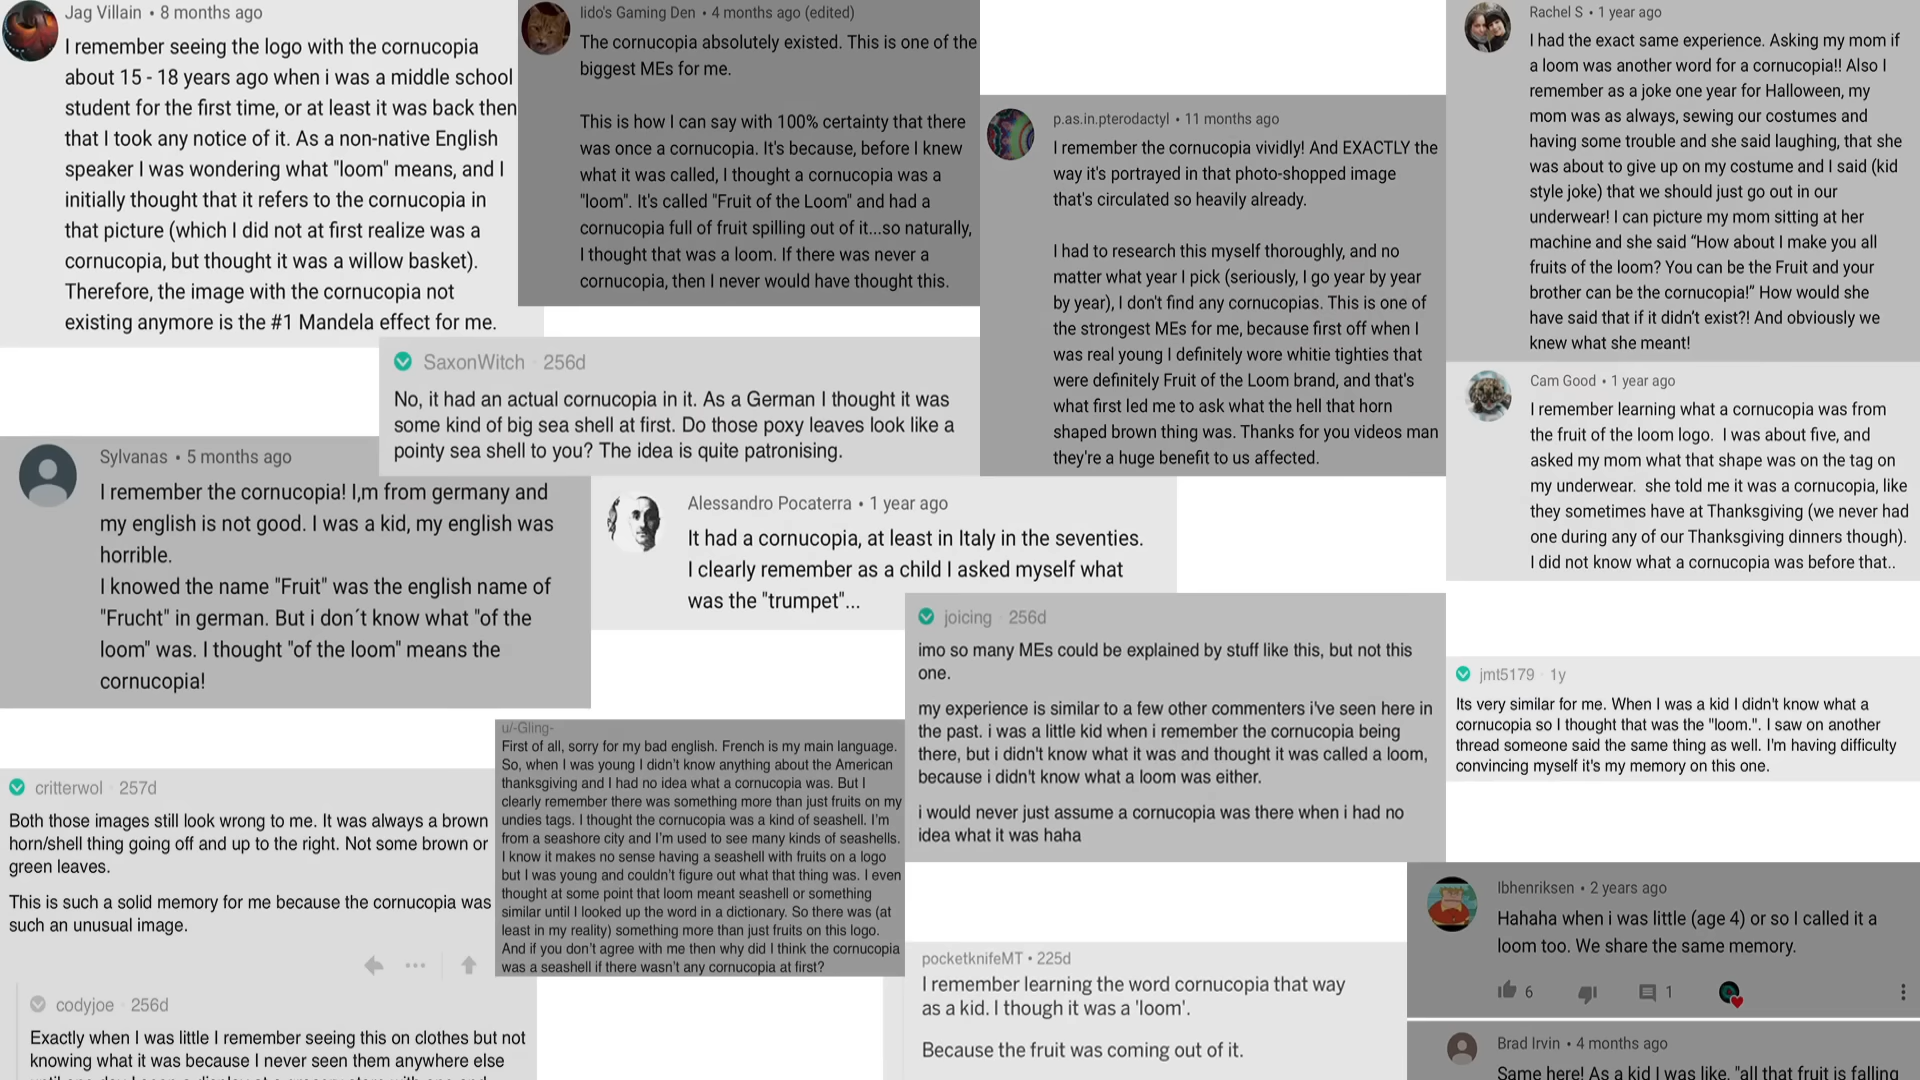 Jag Villain • 8 months ago
I remember seeing the logo with the cornucopia
about 15 - 18 years ago when i was a middle school
student for the first time, or at least it was back then
that I took any notice of it. As a non-native English
speaker I was wondering what "loom" means, and I
initially thought that it refers to the cornucopia in
that picture (which I did not at first realize was a
cornucopia, but thought it was a willow basket).
Therefore, the image with the cornucopia not
existing anymore is the #1 Mandela effect for me.
lido's Gaming Den • 4 months ago (edited)
The cornucopia absolutely existed. This is one of the
biggest MEs for me.
This is how I can say with 100% certainty that there
was once a cornucopia. It's because, before I knew
what it was called, I thought a cornucopia was a
"loom". It's called "Fruit of the Loom" and had a
cornucopia full of fruit spilling out of it...so naturally,
I thought that was a loom. If there was never a
cornucopia, then I never would have thought this.
p.as.in.pterodactyl • 11 months ago
I remember the cornucopia vividly! And EXACTLY the
way it's portrayed in that photo-shopped image
that's circulated so heavily already.
I had to research this myself thoroughly, and no
matter what year I pick (seriously, I go year by year
by year), I don't find any cornucopias. This is one of
the strongest MEs for me, because first off when I
was real young I definitely wore whitie tighties that
were definitely Fruit of the Loom brand, and that's
what first led me to ask what the hell that horn
shaped brown thing was. Thanks for you videos man
they're a huge benefit to us affected.
Rachel S • 1 year ago
I had the exact same experience. Asking my mom if
a loom was another word for a cornucopia!! Also I
remember as a joke one year for Halloween, my
mom was as always, sewing our costumes and
having some trouble and she said laughing, that she
was about to give up on my costume and I said (kid
style joke) that we should just go out in our
underwear! I can picture my mom sitting at her
machine and she said “How about I make you all
fruits of the loom? You can be the Fruit and your
brother can be the cornucopia!” How would she
have said that if it didn’t exist?! And obviously we
knew what she meant!
SaxonWitch · 256d
No, it had an actual cornucopia in it. As a German I thought it was
some kind of big sea shell at first. Do those poxy leaves look like a
pointy sea shell to you? The idea is quite patronising.
Cam Good • 1 year ago
I remember learning what a cornucopia was from
the fruit of the loom logo. I was about five, and
asked my mom what that shape was on the tag on
my underwear. she told me it was a cornucopia, like
they sometimes have at Thanksgiving (we never had
one during any of our Thanksgiving dinners though).
I did not know what a cornucopia was before that..
Sylvanas • 5 months ago
I remember the cornucopia! I,m from germany and
my english is not good. I was a kid, my english was
horrible.
I knowed the name "Fruit" was the english name of
"Frucht" in german. But i don´t know what "of the
loom" was. I thought "of the loom" means the
cornucopia!
Alessandro Pocaterra • 1 year ago
It had a cornucopia, at least in Italy in the seventies.
I clearly remember as a child I asked myself what
was the "trumpet"...
joicing · 256d
imo so many MEs could be explained by stuff like this, but not this
one.
my experience is similar to a few other commenters i've seen here in
the past. i was a little kid when i remember the cornucopia being
there, but i didn't know what it was and thought it was called a loom,
because i didn't know what a loom was either.
i would never just assume a cornucopia was there when i had no
idea what it was haha
jmt5179 · 1y
Its very similar for me. When I was a kid I didn't know what a
cornucopia so I thought that was the "loom.". I saw on another
thread someone said the same thing as well. I'm having difficulty
convincing myself it's my memory on this one.
u/-Gling-
First of all, sorry for my bad english. French is my main language.
So, when I was young I didn’t know anything about the American
thanksgiving and I had no idea what a cornucopia was. But I
clearly remember there was something more than just fruits on my
undies tags. I thought the cornucopia was a kind of seashell. I’m
from a seashore city and I’m used to see many kinds of seashells.
I know it makes no sense having a seashell with fruits on a logo
but I was young and couldn’t figure out what that thing was. I even
thought at some point that loom meant seashell or something
similar until I looked up the word in a dictionary. So there was (at
least in my reality) something more than just fruits on this logo.
And if you don’t agree with me then why did I think the cornucopia
was a seashell if there wasn’t any cornucopia at first?
critterwol · 257d
Both those images still look wrong to me. It was always a brown
horn/shell thing going off and up to the right. Not some brown or
green leaves.
This is such a solid memory for me because the cornucopia was
such an unusual image.
codyjoe · 256d
Exactly when I was little I remember seeing this on clothes but not
knowing what it was because I never seen them anywhere else
pocketknifeMT • 225d
I remember learning the word cornucopia that way
as a kid. I though it was a 'loom'.
Because the fruit was coming out of it.
Ibhenriksen • 2 years ago
Hahaha when i was little (age 4) or so I called it a
loom too. We share the same memory.
6 1
Brad Irvin • 4 months ago
Same here! As a kid I was like, "all that fruit is falling